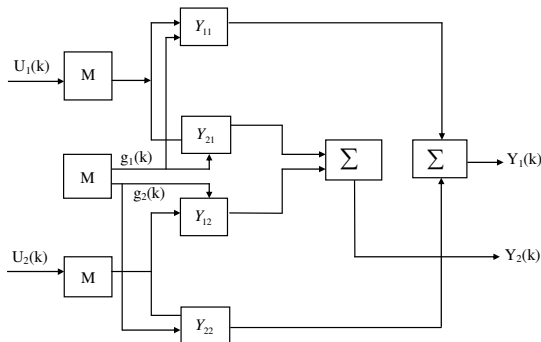 Y₁₁
U₁(k)
M
Y₂₁
g₁(k)
∑
∑
Y₁(k)
M
g₂(k)
Y₁₂
U₂(k)
M
Y₂(k)
Y₂₂